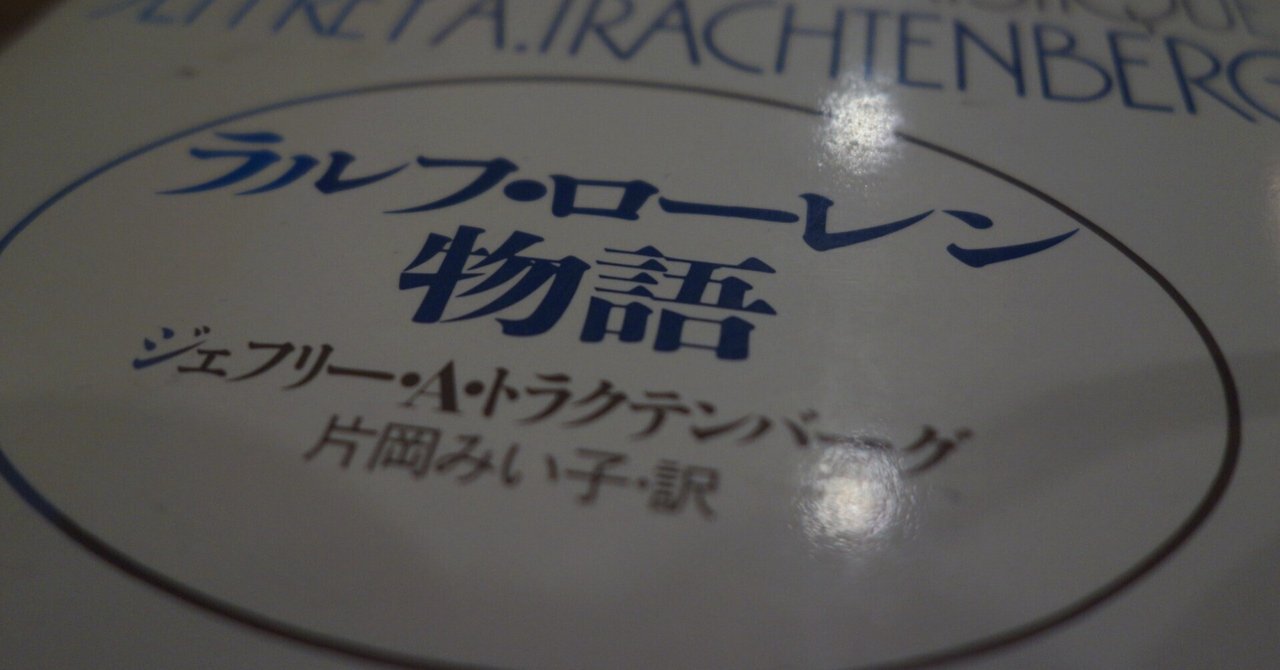 JEFFREY A. TRACHTENBERG
ラルフ・ローレン
物語
ジェフリー・A・トラクテンバーグ
片岡みい子・訳